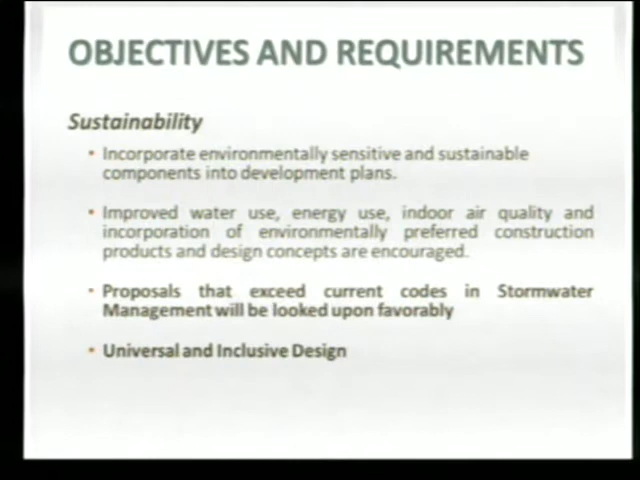 OBJECTIVES AND REQUIREMENTS
Sustainability
• Incorporate environmentally sensitive and sustainable
components into development plans.
• Improved water use, energy use, indoor air quality and
incorporation of environmentally preferred construction
products and design concepts are encouraged.
• Proposals that exceed current codes in Stormwater
Management will be looked upon favorably
• Universal and Inclusive Design